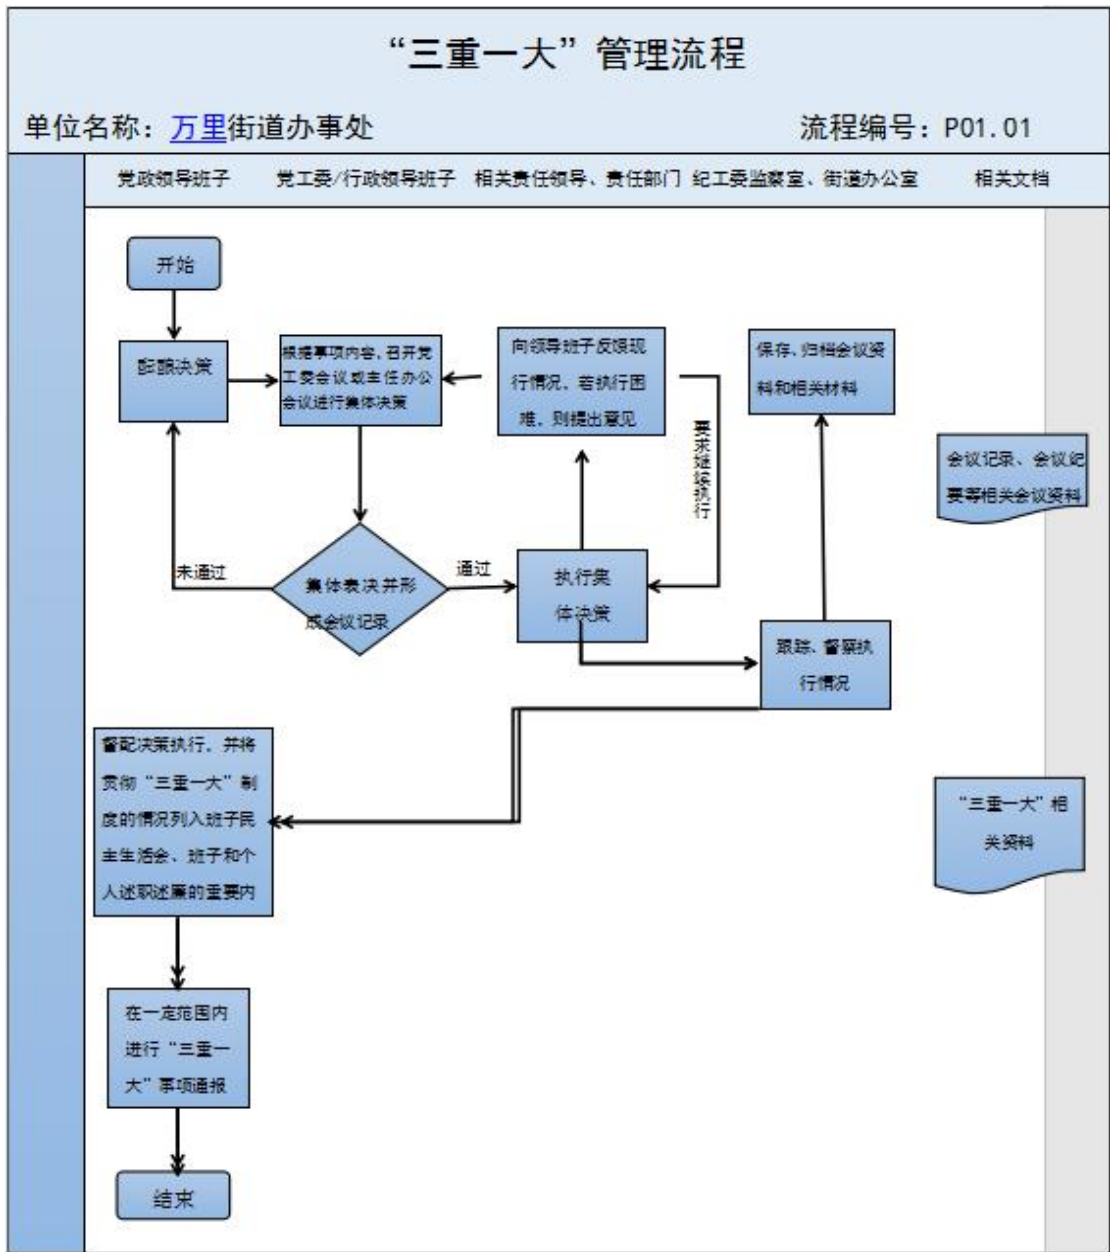 “三重一大”管理流程
单位名称：万里街道办事处
流程编号：P01.01
党政领导班子
党工委/行政领导班子
相关责任领导、责任部门
纪工委监察室、街道办公室
相关文档
开始
酝酿决策
根据事项内容，召开党
工委会议或主任办公
会议进行集体决策
向领导班子反馈现
行情况，若执行困
难，则提出意见
保存、归档会议资
料和相关材料
要求继续执行
会议记录、会议纪
要等相关会议资料
未通过
集体表决并形
成会议记录
通过
执行集
体决策
跟踪、督察执
行情况
督配决策执行，并将
贯彻“三重一大”制
度的情况列入班子民
主生活会、班子和个
人述职述廉的重要内
“三重一大”相
关资料
在一定范围内
进行“三重一
大”事项通报
结束